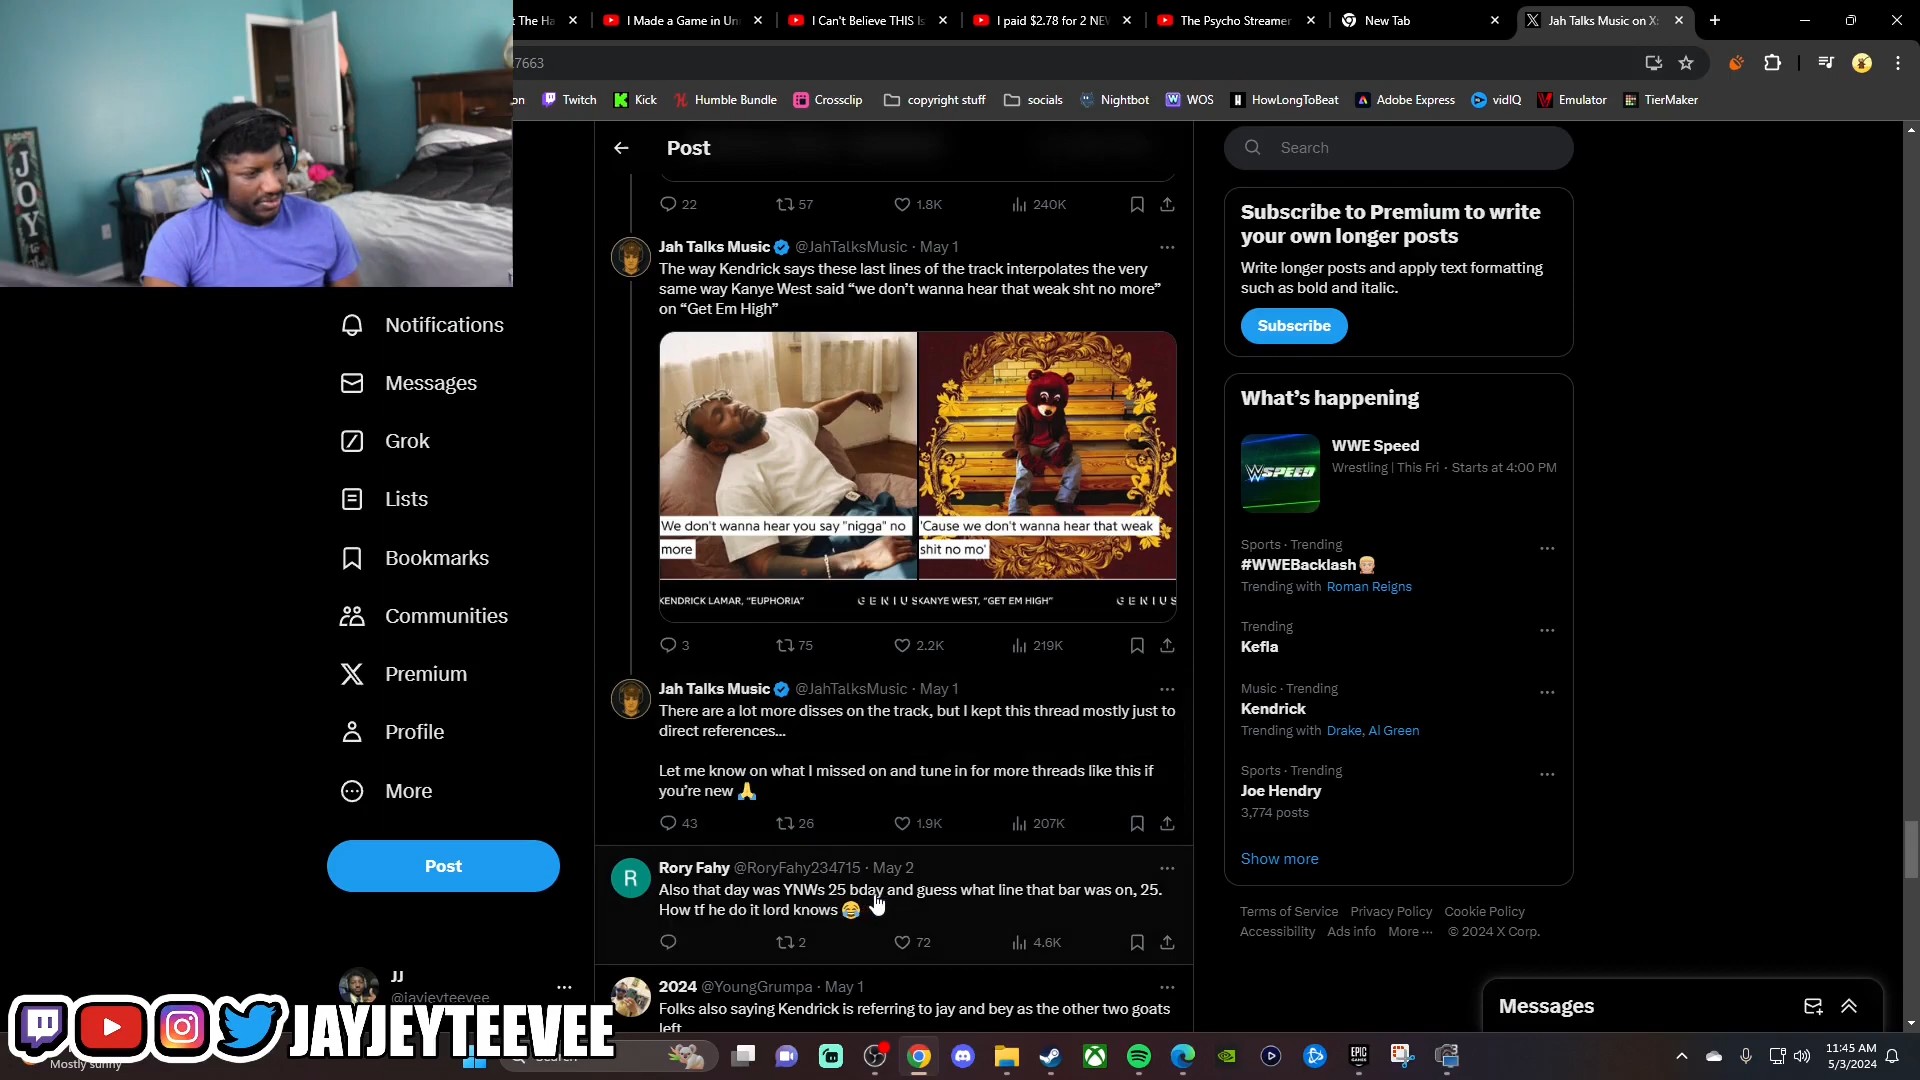 t The Ha
I Made a Game in Un
I Can't Believe THIS Is
I paid $2.78 for 2 NEW
The Psycho Streamer
New Tab
Jah Talks Music on X:
7663
on
Twitch
Kick
Humble Bundle
Crossclip
copyright stuff
socials
Nightbot
WOS
HowLongToBeat
Adobe Express
vidIQ
Emulator
TierMaker
JOY
Notifications
Messages
Grok
Lists
Bookmarks
Communities
Premium
Profile
More
Post
JJ
@jayjeyteevee
Post
22 57 1.8K 240K
Jah Talks Music @JahTalksMusic · May 1
The way Kendrick says these last lines of the track interpolates the very
same way Kanye West said “we don’t wanna hear that weak sht no more”
on “Get Em High”
We don't wanna hear you say "nigga" no
more
KENDRICK LAMAR, “EUPHORIA” GENIUS
'Cause we don't wanna hear that weak
shit no mo'
KANYE WEST, “GET EM HIGH” GENIUS
3 75 2.2K 219K
Jah Talks Music @JahTalksMusic · May 1
There are a lot more disses on the track, but I kept this thread mostly just to
direct references...
Let me know on what I missed on and tune in for more threads like this if
you’re new 🙏
43 26 1.9K 207K
R
Rory Fahy @RoryFahy234715 · May 2
Also that day was YNWs 25 bday and guess what line that bar was on, 25.
How tf he do it lord knows 😂
2 72 4.6K
2024 @YoungGrumpa · May 1
Folks also saying Kendrick is referring to jay and bey as the other two goats
left
Search
Subscribe to Premium to write
your own longer posts
Write longer posts and apply text formatting
such as bold and italic.
Subscribe
What’s happening
SPEED
WWE Speed
Wrestling | This Fri · Starts at 4:00 PM
Sports · Trending
#WWEBacklash
Trending with Roman Reigns
Trending
Kefla
Music · Trending
Kendrick
Trending with Drake, Al Green
Sports · Trending
Joe Hendry
3,774 posts
Show more
Terms of Service Privacy Policy Cookie Policy
Accessibility Ads info More ··· © 2024 X Corp.
Messages
JAYJEYTEEVEE
Mostly sunny
Search
EPIC
11:45 AM
5/3/2024